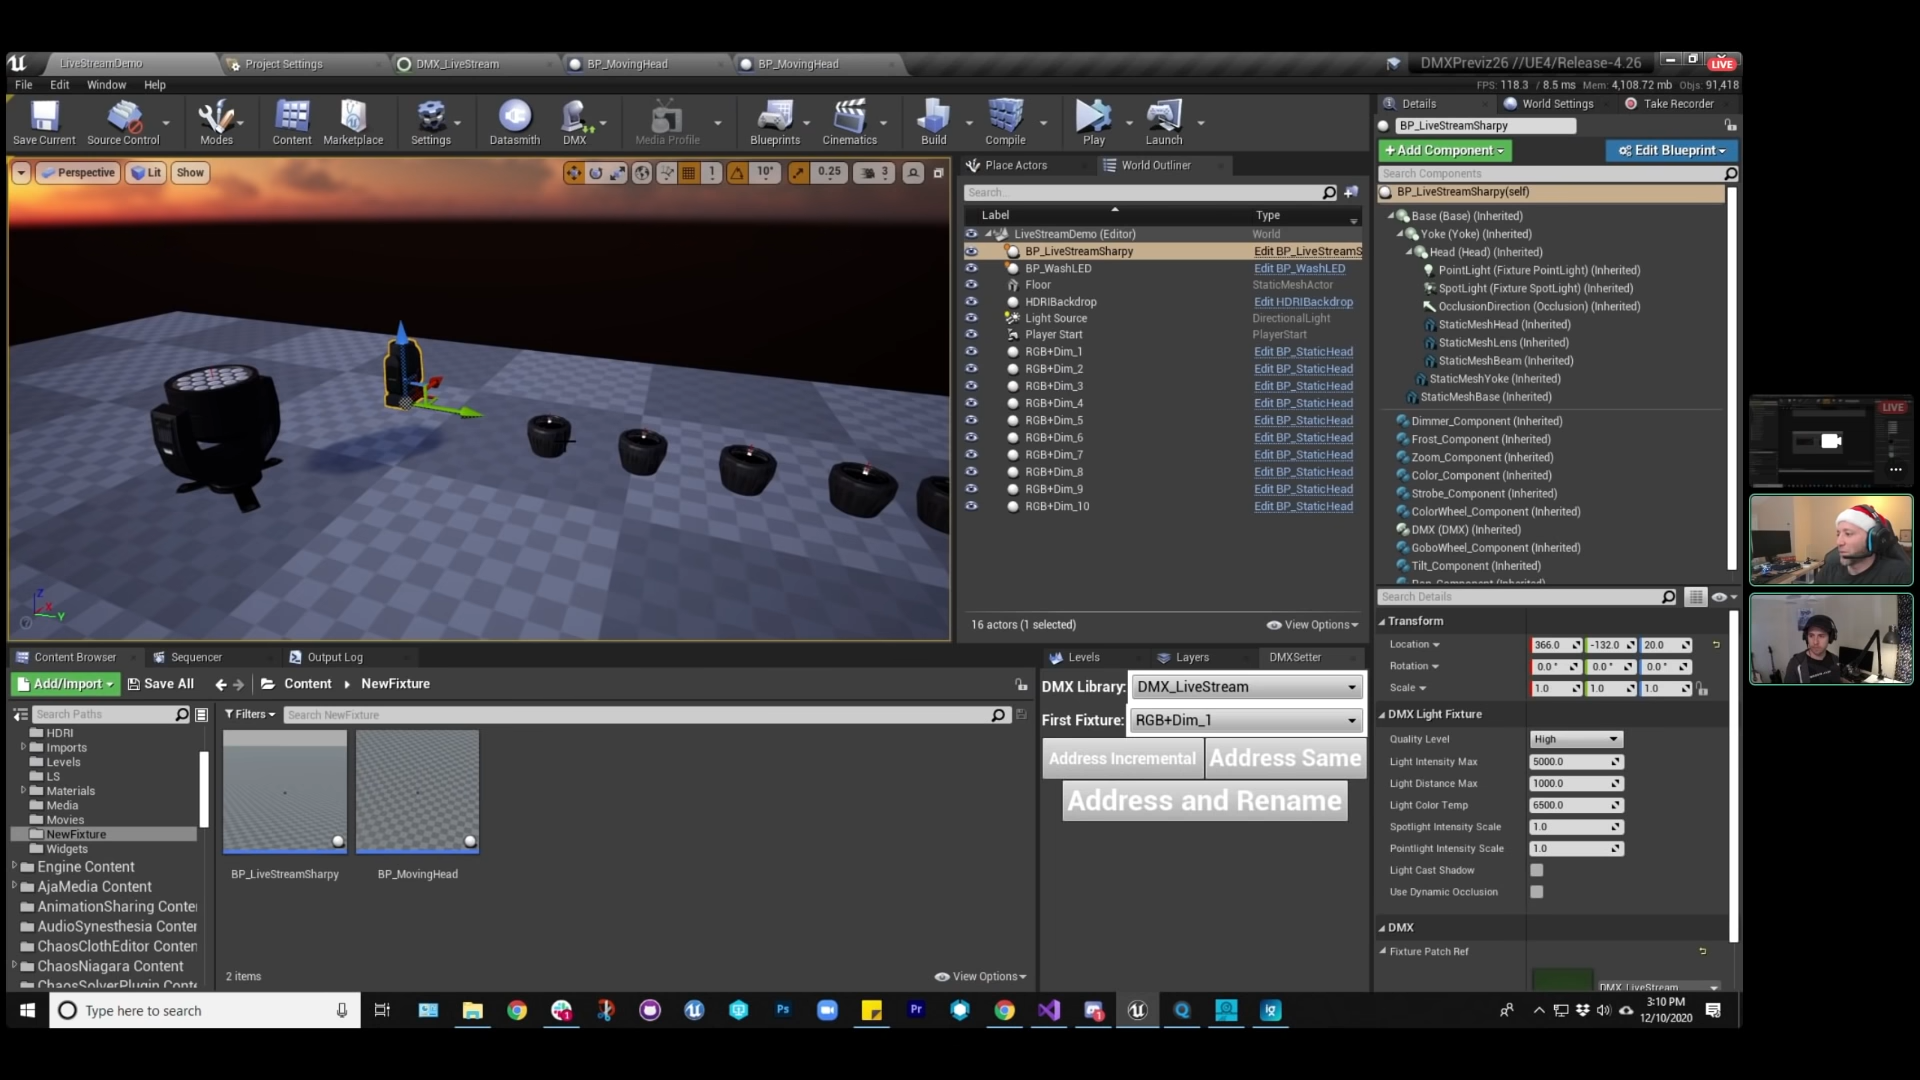 LiveStreamDemo
Project Settings
DMX_LiveStream
BP_MovingHead
BP_MovingHead
DMXPreviz26 //UE4/Release-4.26
LIVE
File Edit Window Help
FPS: 118.3 / 8.5 ms Mem: 4,108.72 mb Objs: 91,418
Save Current
Source Control
Modes
Content
Marketplace
Settings
Datasmith
DMX
Media Profile
Blueprints
Cinematics
Build
Compile
Play
Launch
Perspective
Lit
Show
1
10°
0.25
3
Z
X
Y
Place Actors
World Outliner
Search...
Label Type
LiveStreamDemo (Editor) World
BP_LiveStreamSharpy Edit BP_LiveStreamS
BP_WashLED Edit BP_WashLED
Floor StaticMeshActor
HDRIBackdrop Edit HDRIBackdrop
Light Source DirectionalLight
Player Start PlayerStart
RGB+Dim_1 Edit BP_StaticHead
RGB+Dim_2 Edit BP_StaticHead
RGB+Dim_3 Edit BP_StaticHead
RGB+Dim_4 Edit BP_StaticHead
RGB+Dim_5 Edit BP_StaticHead
RGB+Dim_6 Edit BP_StaticHead
RGB+Dim_7 Edit BP_StaticHead
RGB+Dim_8 Edit BP_StaticHead
RGB+Dim_9 Edit BP_StaticHead
RGB+Dim_10 Edit BP_StaticHead
16 actors (1 selected)
View Options
Details
World Settings
Take Recorder
BP_LiveStreamSharpy
+Add Component
Edit Blueprint
Search Components
BP_LiveStreamSharpy(self)
Base (Base) (Inherited)
Yoke (Yoke) (Inherited)
Head (Head) (Inherited)
PointLight (Fixture PointLight) (Inherited)
SpotLight (Fixture SpotLight) (Inherited)
OcclusionDirection (Occlusion) (Inherited)
StaticMeshHead (Inherited)
StaticMeshLens (Inherited)
StaticMeshBeam (Inherited)
StaticMeshYoke (Inherited)
StaticMeshBase (Inherited)
Dimmer_Component (Inherited)
Frost_Component (Inherited)
Zoom_Component (Inherited)
Color_Component (Inherited)
Strobe_Component (Inherited)
ColorWheel_Component (Inherited)
DMX (DMX) (Inherited)
GoboWheel_Component (Inherited)
Tilt_Component (Inherited)
Pan_Component (Inherited)
Search Details
Transform
Location 366.0 -132.0 20.0
Rotation 0.0° 0.0° 0.0°
Scale 1.0 1.0 1.0
DMX Light Fixture
Quality Level High
Light Intensity Max 5000.0
Light Distance Max 1000.0
Light Color Temp 6500.0
Spotlight Intensity Scale 1.0
Pointlight Intensity Scale 1.0
Light Cast Shadow
Use Dynamic Occlusion
DMX
Fixture Patch Ref
DMX_LiveStream
Content Browser
Sequencer
Output Log
Add/Import
Save All
Content
NewFixture
Search Paths
Filters
Search NewFixture
HDRI
Imports
Levels
LS
Materials
Media
Movies
NewFixture
Widgets
Engine Content
AjaMedia Content
AnimationSharing Conte
AudioSynesthesia Conter
ChaosClothEditor Conten
ChaosNiagara Content
ChaosSolverPlugin Conte
BP_LiveStreamSharpy
BP_MovingHead
2 items
View Options
Levels
Layers
DMXSetter
DMX Library: DMX_LiveStream
First Fixture: RGB+Dim_1
Address Incremental
Address Same
Address and Rename
LIVE
Type here to search
Ps
Pr
3:10 PM
12/10/2020